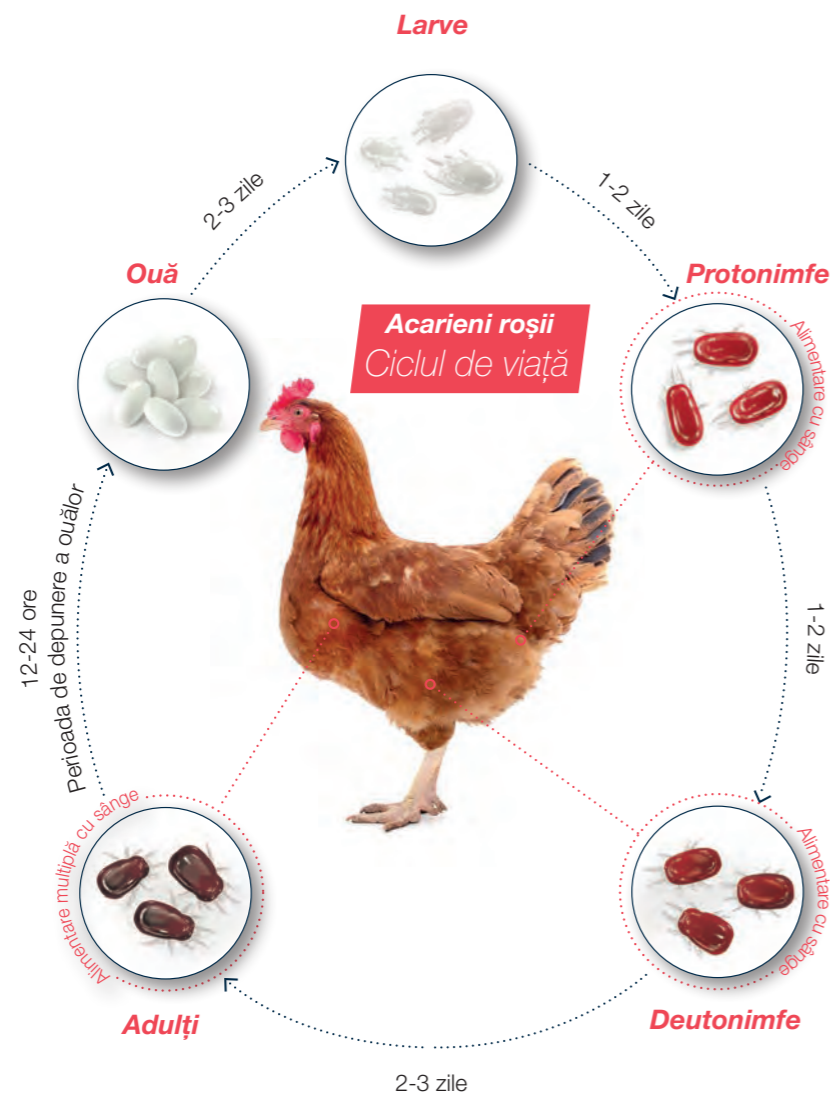 Larve
2-3 zile
1-2 zile
Ouă
Protonimfe
Acarieni roșii
Ciclul de viață
Alimentare cu sânge
12-24 ore
Perioada de depunere a ouălor
1-2 zile
Alimentare multiplă cu sânge
Alimentare cu sânge
Adulți
Deutonimfe
2-3 zile